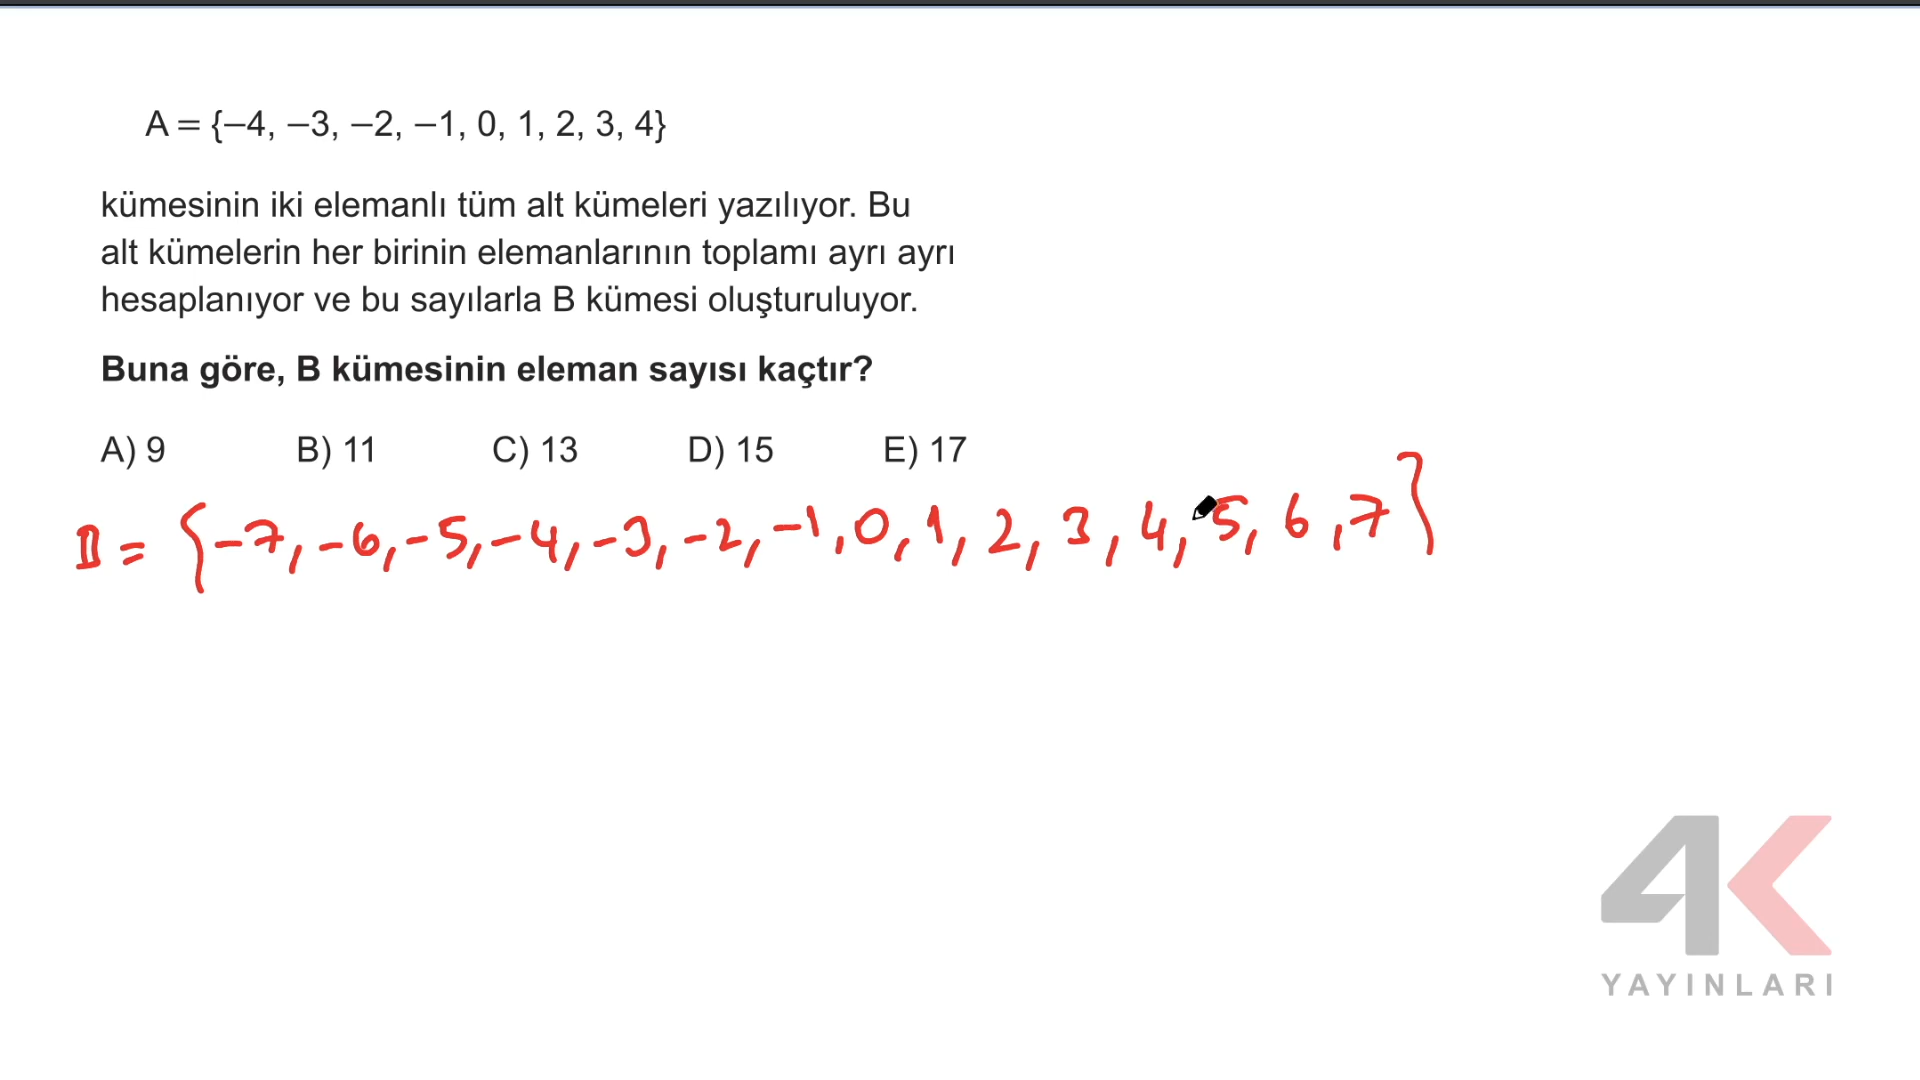 A = {–4, –3, –2, –1, 0, 1, 2, 3, 4}
kümesinin iki elemanlı tüm alt kümeleri yazılıyor. Bu
alt kümelerin her birinin elemanlarının toplamı ayrı ayrı
hesaplanıyor ve bu sayılarla B kümesi oluşturuluyor.
Buna göre, B kümesinin eleman sayısı kaçtır?
A) 9 B) 11 C) 13 D) 15 E) 17
B = {-7, -6, -5, -4, -3, -2, -1, 0, 1, 2, 3, 4, 5, 6, 7}
4K
YAYINLARI